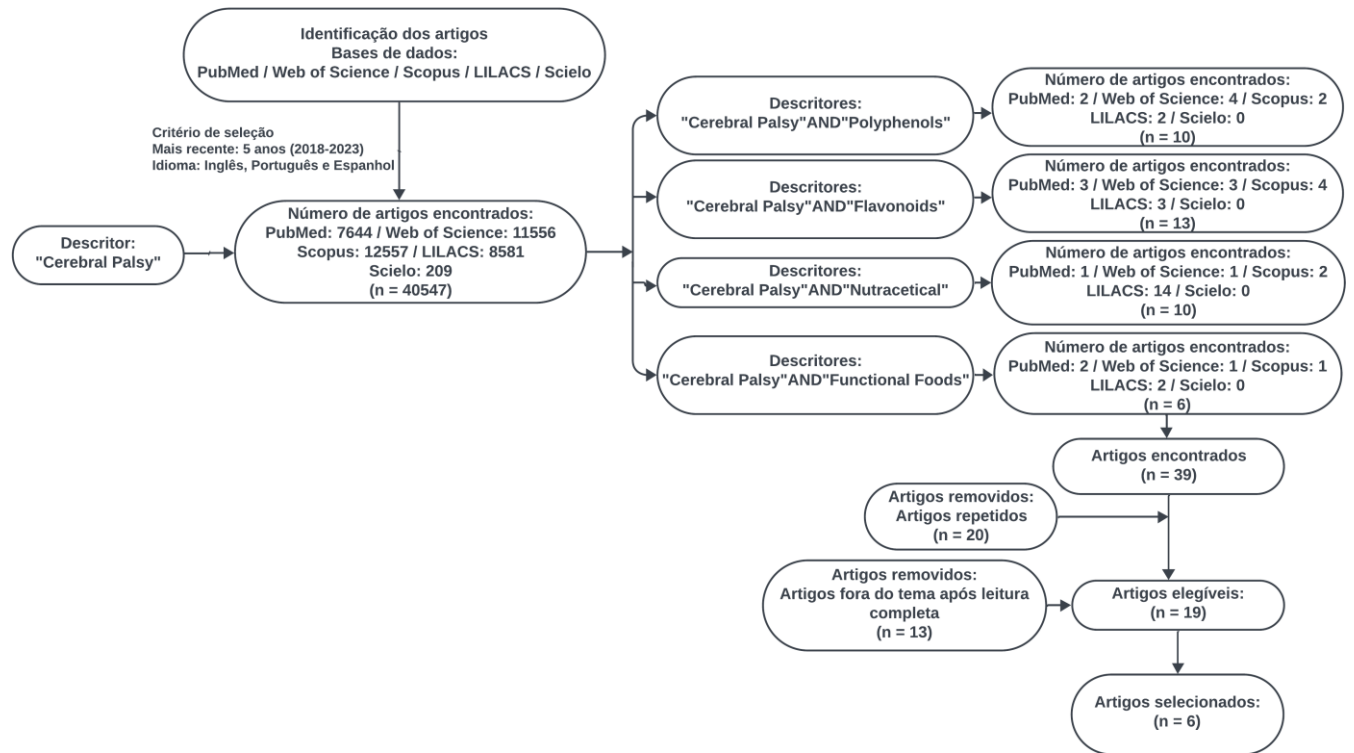 Identificação dos artigos
Bases de dados:
PubMed / Web of Science / Scopus / LILACS / Scielo
Critério de seleção
Mais recente: 5 anos (2018-2023)
Idioma: Inglês, Português e Espanhol
Descritor:
"Cerebral Palsy"
Número de artigos encontrados:
PubMed: 7644 / Web of Science: 11556
Scopus: 12557 / LILACS: 8581
Scielo: 209
(n = 40547)
Descritores:
"Cerebral Palsy"AND"Polyphenols"
Número de artigos encontrados:
PubMed: 2 / Web of Science: 4 / Scopus: 2
LILACS: 2 / Scielo: 0
(n = 10)
Descritores:
"Cerebral Palsy"AND"Flavonoids"
Número de artigos encontrados:
PubMed: 3 / Web of Science: 3 / Scopus: 4
LILACS: 3 / Scielo: 0
(n = 13)
Descritores:
"Cerebral Palsy"AND"Nutracetical"
Número de artigos encontrados:
PubMed: 1 / Web of Science: 1 / Scopus: 2
LILACS: 14 / Scielo: 0
(n = 10)
Descritores:
"Cerebral Palsy"AND"Functional Foods"
Número de artigos encontrados:
PubMed: 2 / Web of Science: 1 / Scopus: 1
LILACS: 2 / Scielo: 0
(n = 6)
Artigos encontrados
(n = 39)
Artigos removidos:
Artigos repetidos
(n = 20)
Artigos removidos:
Artigos fora do tema após leitura
completa
(n = 13)
Artigos elegíveis:
(n = 19)
Artigos selecionados:
(n = 6)